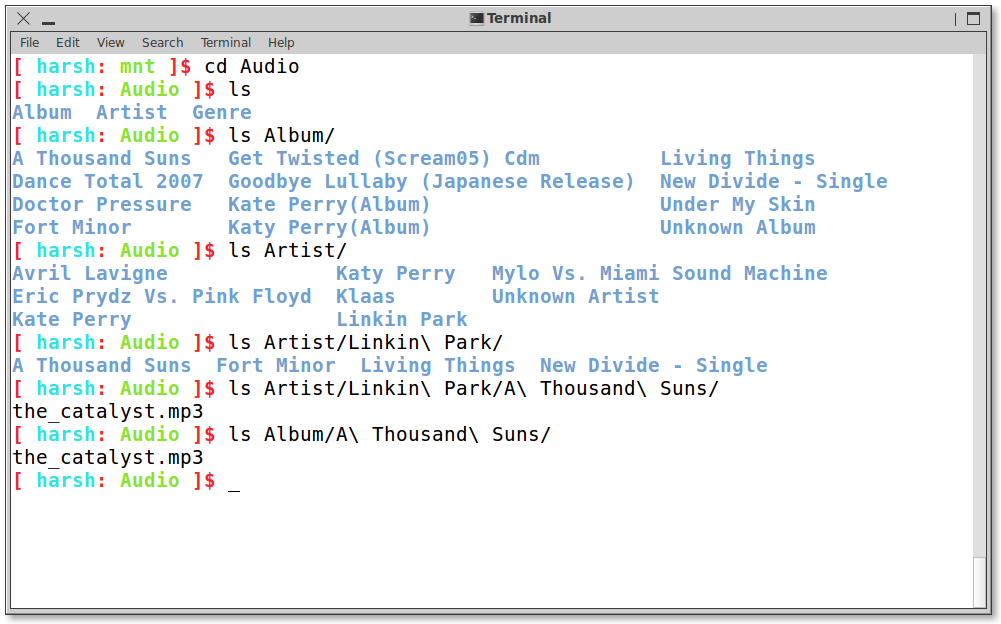 Terminal
File Edit View Search Terminal Help
[ harsh: mnt ]$ cd Audio
[ harsh: Audio ]$ ls
Album  Artist  Genre
[ harsh: Audio ]$ ls Album/
A Thousand Suns   Get Twisted (Scream05) Cdm          Living Things
Dance Total 2007  Goodbye Lullaby (Japanese Release)  New Divide - Single
Doctor Pressure   Kate Perry(Album)                   Under My Skin
Fort Minor        Katy Perry(Album)                   Unknown Album
[ harsh: Audio ]$ ls Artist/
Avril Lavigne              Katy Perry   Mylo Vs. Miami Sound Machine
Eric Prydz Vs. Pink Floyd  Klaas        Unknown Artist
Kate Perry                 Linkin Park
[ harsh: Audio ]$ ls Artist/Linkin\ Park/
A Thousand Suns  Fort Minor  Living Things  New Divide - Single
[ harsh: Audio ]$ ls Artist/Linkin\ Park/A\ Thousand\ Suns/
the_catalyst.mp3
[ harsh: Audio ]$ ls Album/A\ Thousand\ Suns/
the_catalyst.mp3
[ harsh: Audio ]$ _